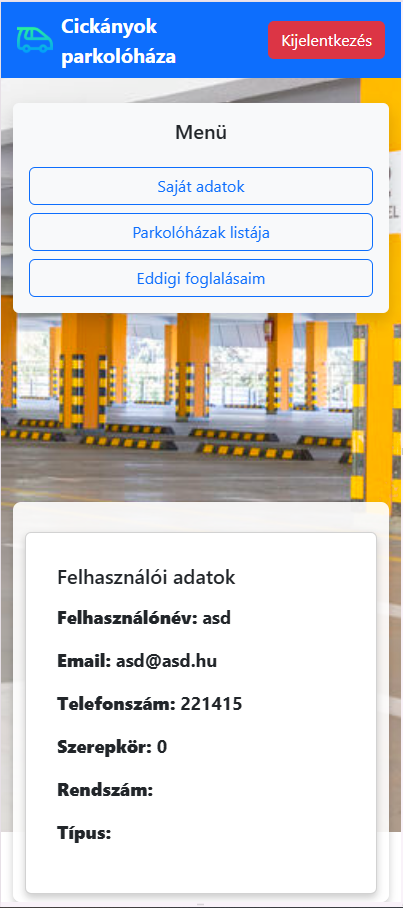 Cickányok
parkolóháza
Kijelentkezés
Menü
Saját adatok
Parkolóházak listája
Eddigi foglalásaim
EL
Felhasználói adatok
Felhasználónév: asd
Email: asd@asd.hu
Telefonszám: 221415
Szerepkör: 0
Rendszám:
Típus: